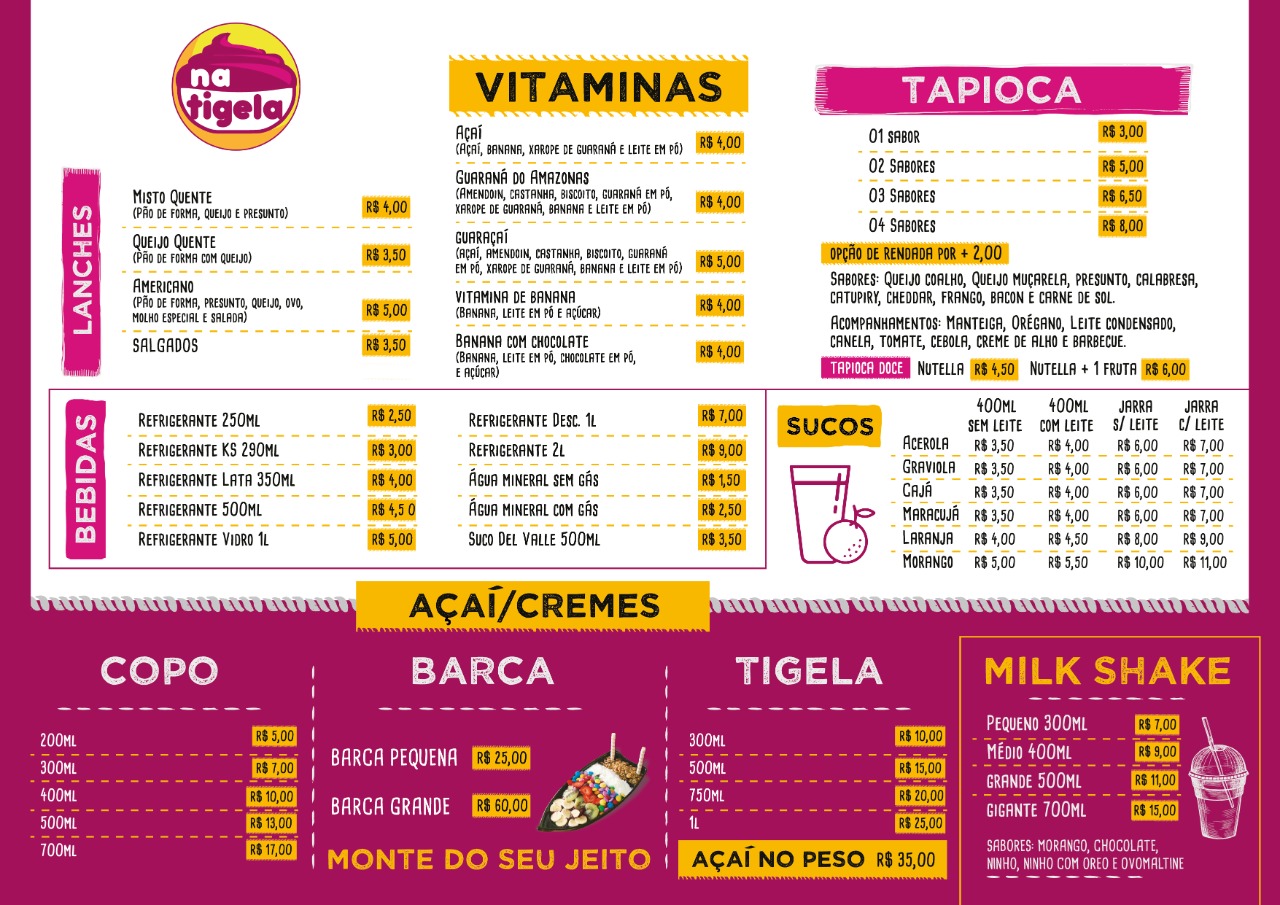 na
tigela
LANCHES
MISTO QUENTE R$ 4,00
(PÃO DE FORMA, QUEIJO E PRESUNTO)
QUEIJO QUENTE R$ 3,50
(PÃO DE FORMA COM QUEIJO)
AMERICANO
(PÃO DE FORMA, PRESUNTO, QUEIJO, OVO, R$ 5,00
MOLHO ESPECIAL E SALADA)
SALGADOS R$ 3,50
VITAMINAS
AÇAÍ R$ 4,00
(AÇAÍ, BANANA, XAROPE DE GUARANÁ E LEITE EM PÓ)
GUARANÁ DO AMAZONAS
(AMENDOIN, CASTANHA, BISCOITO, GUARANÁ EM PÓ, R$ 4,00
XAROPE DE GUARANÁ, BANANA E LEITE EM PÓ)
GUARAÇAÍ
(AÇAÍ, AMENDOIN, CASTANHA, BISCOITO, GUARANÁ R$ 5,00
EM PÓ, XAROPE DE GUARANÁ, BANANA E LEITE EM PÓ)
VITAMINA DE BANANA R$ 4,00
(BANANA, LEITE EM PÓ E AÇÚCAR)
BANANA COM CHOCOLATE R$ 4,00
(BANANA, LEITE EM PÓ, CHOCOLATE EM PÓ,
E AÇÚCAR)
TAPIOCA
01 SABOR R$ 3,00
02 SABORES R$ 5,00
03 SABORES R$ 6,50
04 SABORES R$ 8,00
OPÇÃO DE RENDADA POR + 2,00
SABORES: QUEIJO COALHO, QUEIJO MUÇARELA, PRESUNTO, CALABRESA,
CATUPIRY, CHEDDAR, FRANGO, BACON E CARNE DE SOL.
ACOMPANHAMENTOS: MANTEIGA, ORÉGANO, LEITE CONDENSADO,
CANELA, TOMATE, CEBOLA, CREME DE ALHO E BARBECUE.
TAPIOCA DOCE NUTELLA R$ 4,50 NUTELLA + 1 FRUTA R$ 6,00
BEBIDAS
REFRIGERANTE 250ML R$ 2,50
REFRIGERANTE KS 290ML R$ 3,00
REFRIGERANTE LATA 350ML R$ 4,00
REFRIGERANTE 500ML R$ 4,5 0
REFRIGERANTE VIDRO 1L R$ 5,00
REFRIGERANTE DESC. 1L R$ 7,00
REFRIGERANTE 2L R$ 9,00
ÁGUA MINERAL SEM GÁS R$ 1,50
ÁGUA MINERAL COM GÁS R$ 2,50
SUCO DEL VALLE 500ML R$ 3,50
SUCOS
400ML 400ML JARRA JARRA
SEM LEITE COM LEITE S/ LEITE C/ LEITE
ACEROLA R$ 3,50 R$ 4,00 R$ 6,00 R$ 7,00
GRAVIOLA R$ 3,50 R$ 4,00 R$ 6,00 R$ 7,00
CAJÁ R$ 3,50 R$ 4,00 R$ 6,00 R$ 7,00
MARACUJÁ R$ 3,50 R$ 4,00 R$ 6,00 R$ 7,00
LARANJA R$ 4,00 R$ 4,50 R$ 8,00 R$ 9,00
MORANGO R$ 5,00 R$ 5,50 R$ 10,00 R$ 11,00
AÇAÍ/CREMES
COPO
200ML R$ 5,00
300ML R$ 7,00
400ML R$ 10,00
500ML R$ 13,00
700ML R$ 17,00
BARCA
BARCA PEQUENA R$ 25,00
BARCA GRANDE R$ 60,00
MONTE DO SEU JEITO
TIGELA
300ML R$ 10,00
500ML R$ 15,00
750ML R$ 20,00
1L R$ 25,00
AÇAÍ NO PESO R$ 35,00
MILK SHAKE
PEQUENO 300ML R$ 7,00
MÉDIO 400ML R$ 9,00
GRANDE 500ML R$ 11,00
GIGANTE 700ML R$ 15,00
SABORES: MORANGO, CHOCOLATE,
NINHO, NINHO COM OREO E OVOMALTINE